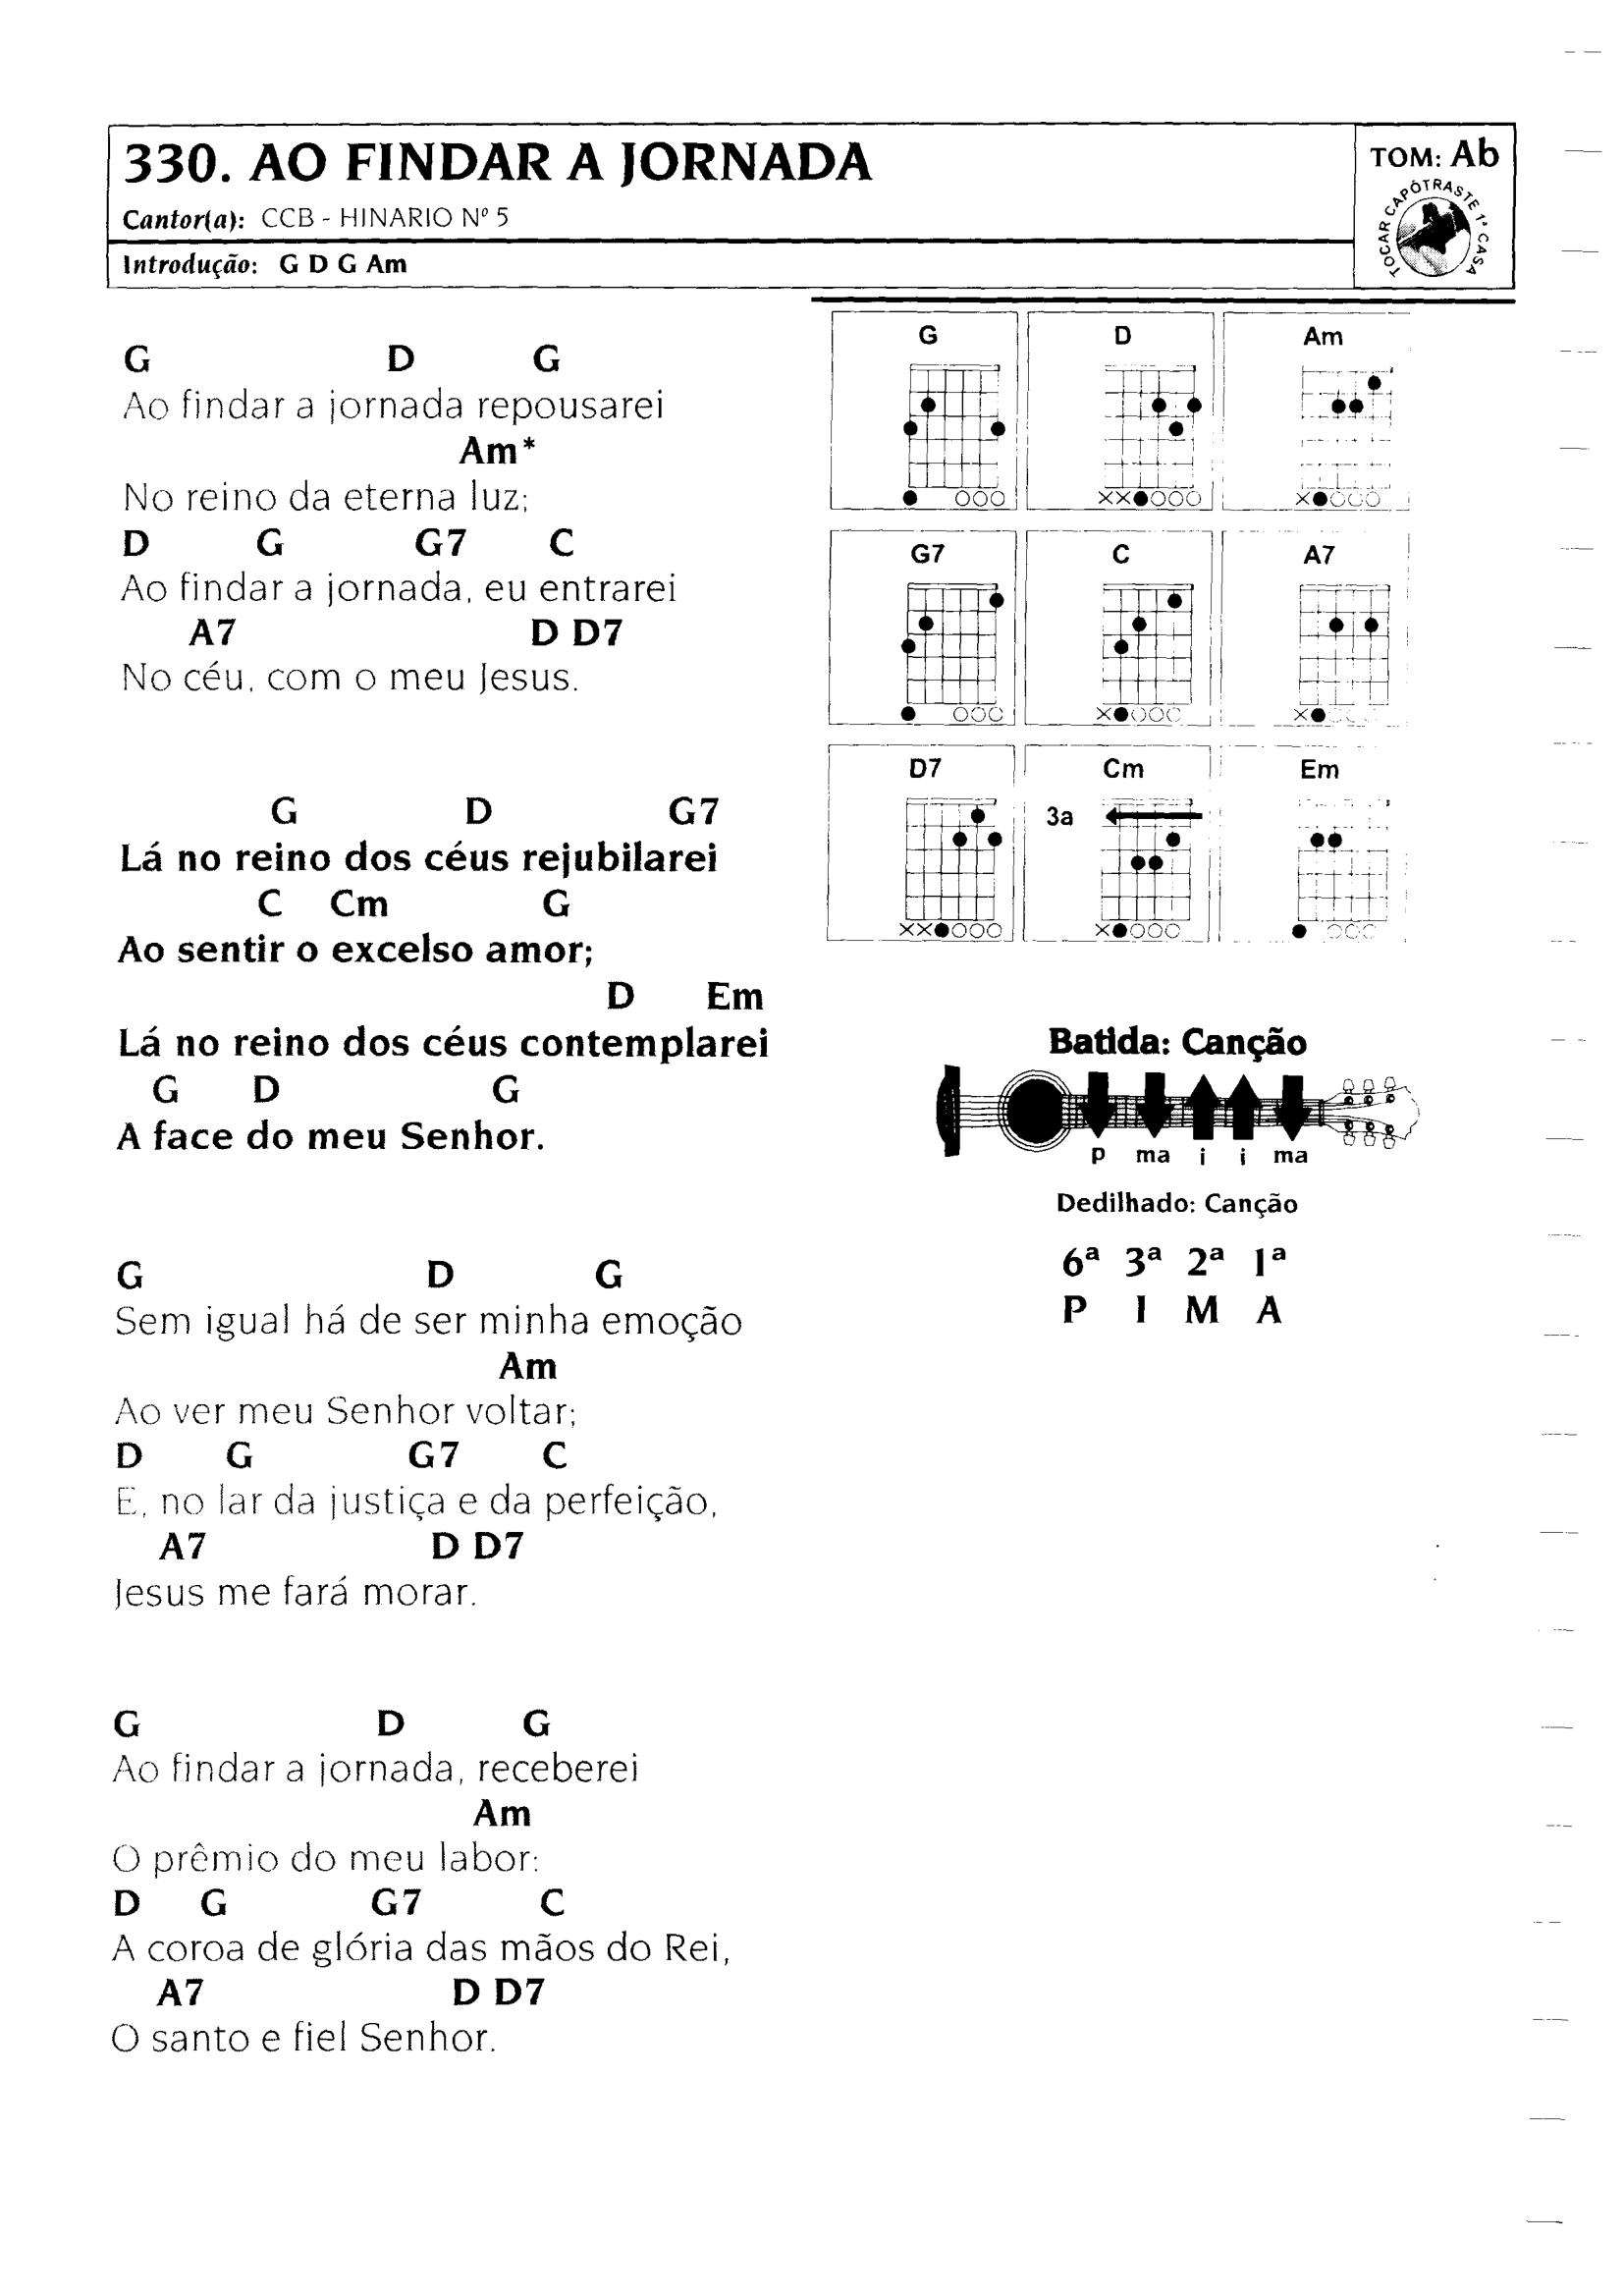 330. AO FINDAR A JORNADA
Cantor(a): CCB - HINARIO Nº 5
Introdução: G D G Am
TOM: Ab
TOCAR CAPÓTRASTE 1ª CASA
G D G
Ao findar a jornada repousarei
Am*
No reino da eterna luz;
D G G7 C
Ao findar a jornada, eu entrarei
A7 D D7
No céu, com o meu Jesus.
G D G7
Lá no reino dos céus rejubilarei
C Cm G
Ao sentir o excelso amor;
D Em
Lá no reino dos céus contemplarei
G D G
A face do meu Senhor.
G D G
Sem igual há de ser minha emoção
Am
Ao ver meu Senhor voltar;
D G G7 C
E, no lar da justiça e da perfeição,
A7 D D7
Jesus me fará morar.
G D G
Ao findar a jornada, receberei
Am
O prêmio do meu labor:
D G G7 C
A coroa de glória das mãos do Rei,
A7 D D7
O santo e fiel Senhor.
G D Am
G7 C A7
D7 Cm Em
3a
Batida: Canção
p ma i i ma
Dedilhado: Canção
6ª 3ª 2ª 1ª
P I M A